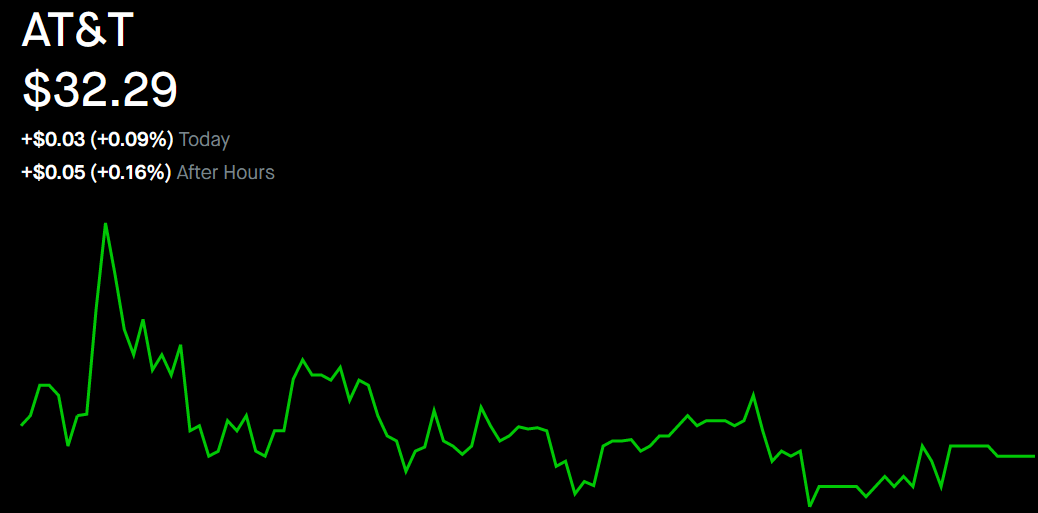 AT&T
$32.29
+$0.03 (+0.09%) Today
+$0.05 (+0.16%) After Hours